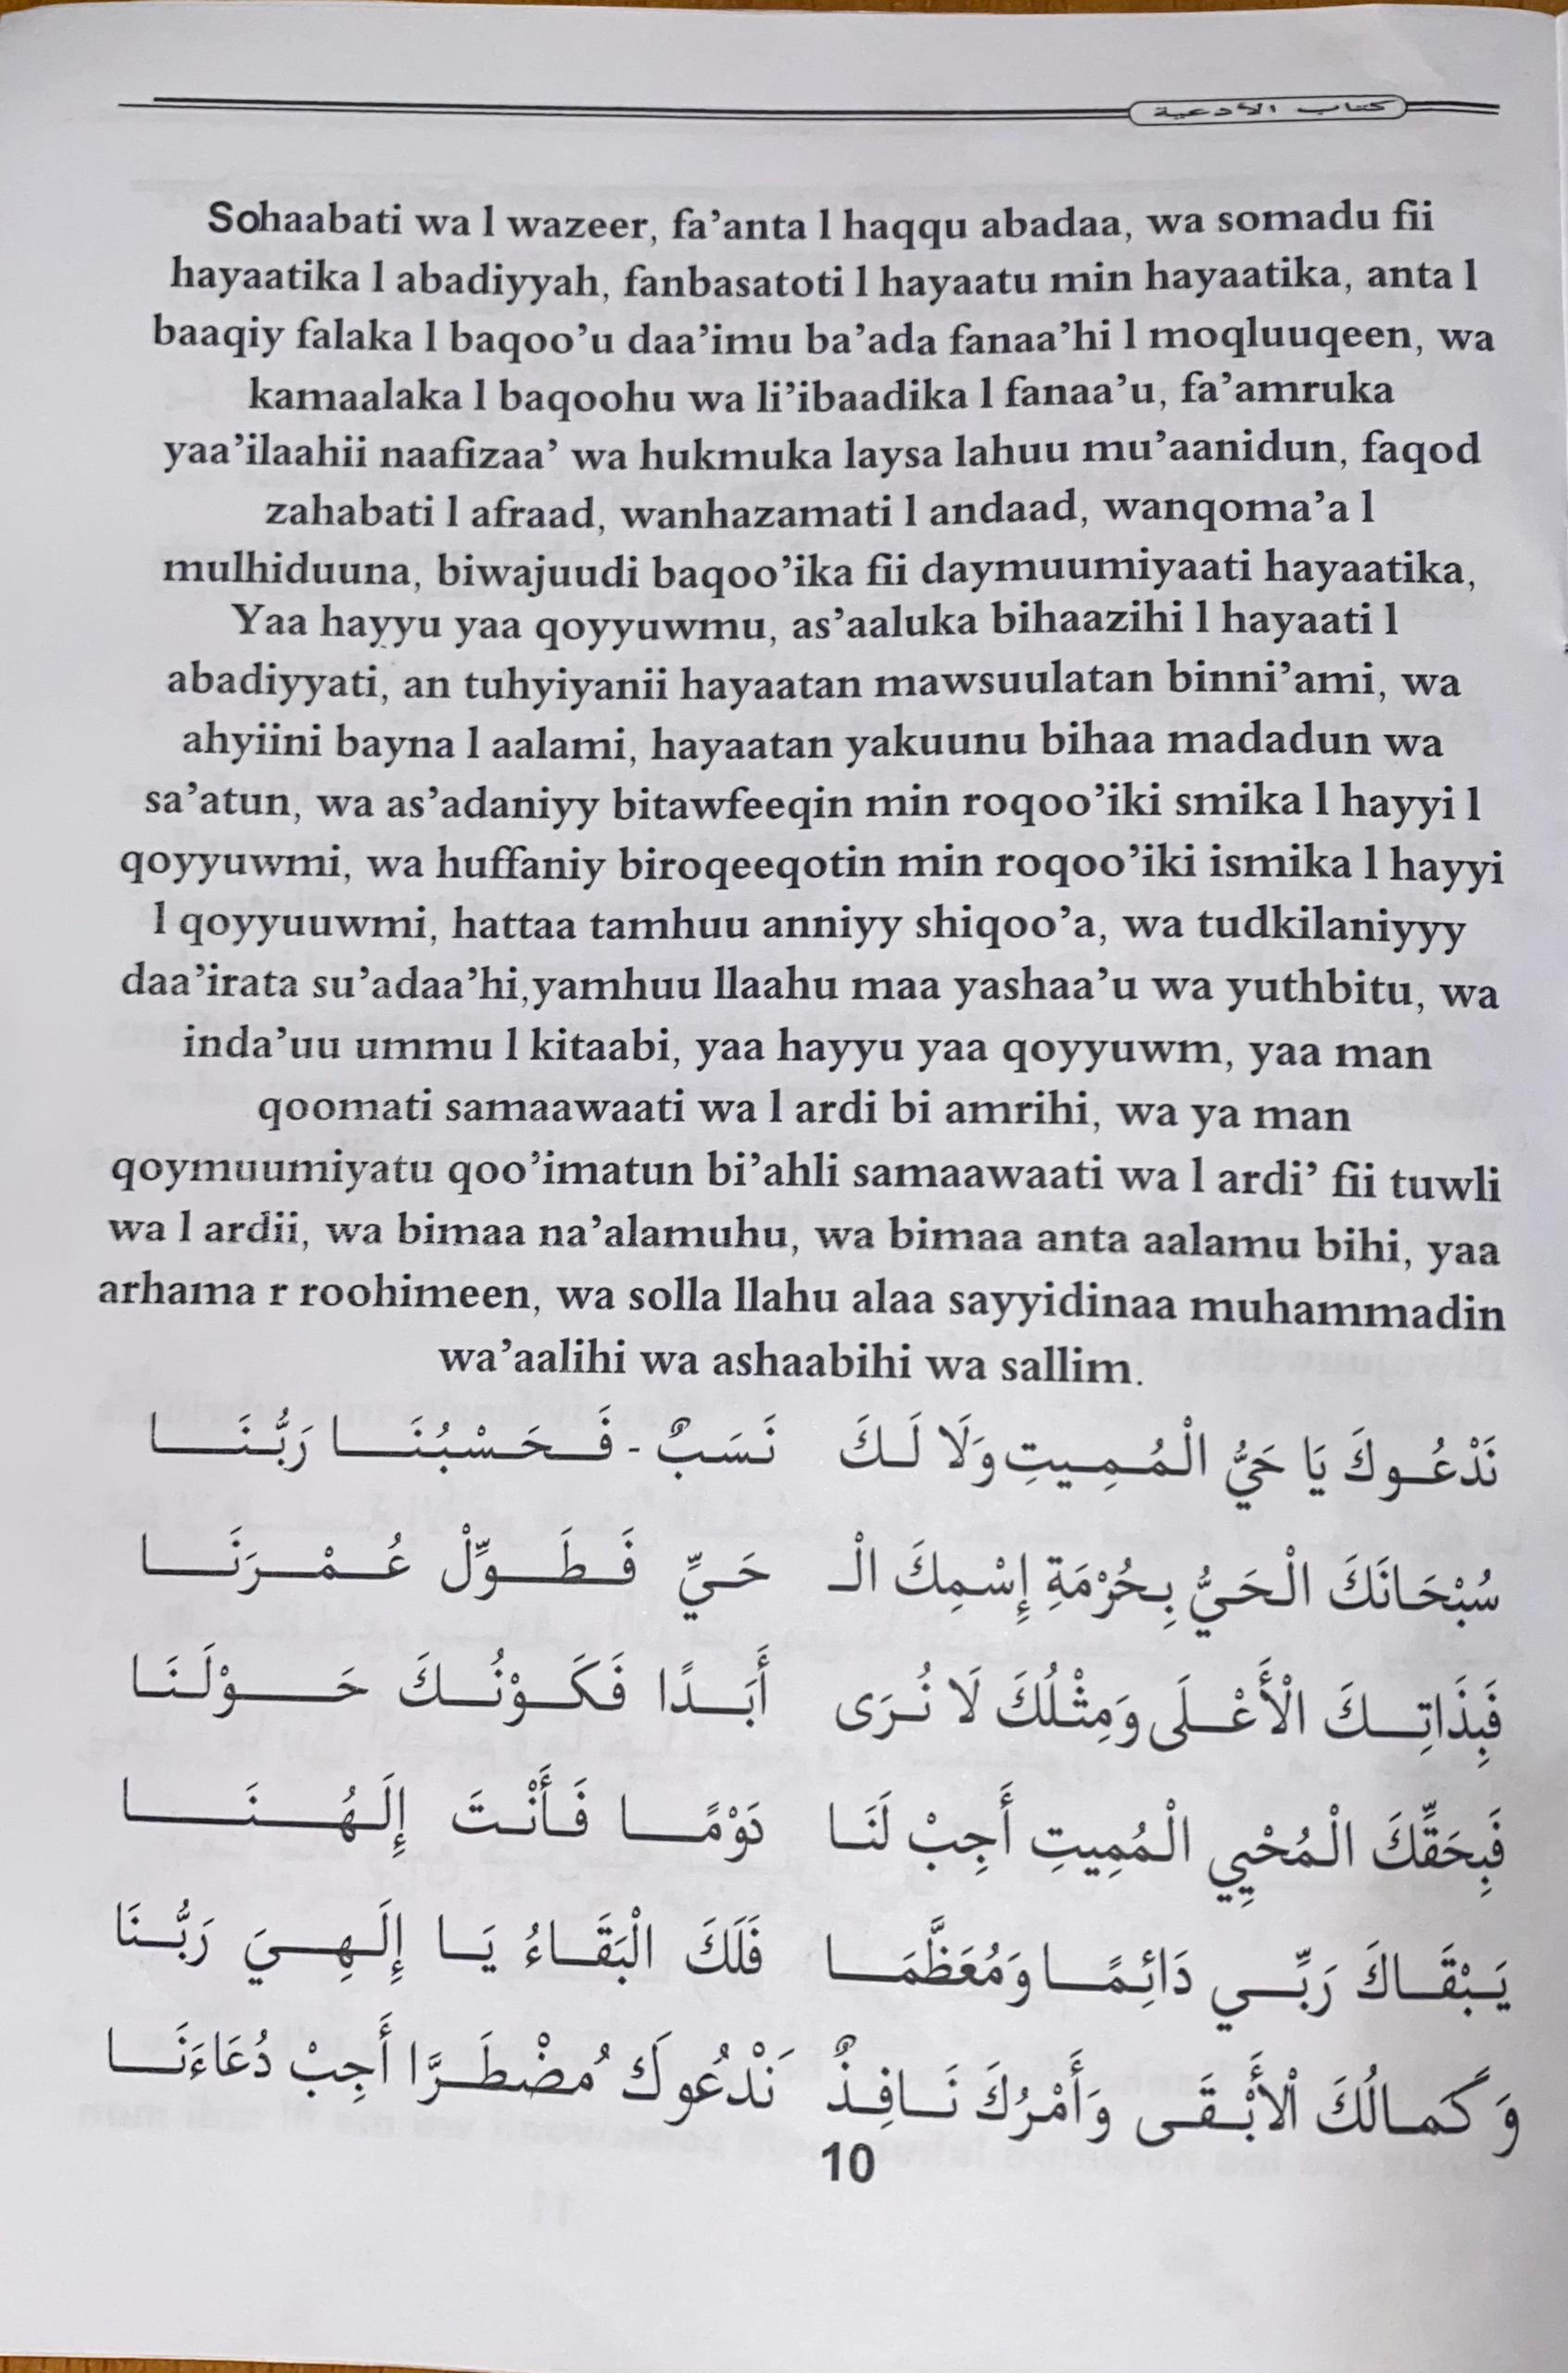 كتاب الأدعية
Sohaabati wa l wazeer, fa’anta l haqqu abadaa, wa somadu fii
hayaatika l abadiyyah, fanbasatoti l hayaatu min hayaatika, anta l
baaqiy falaka l baqoo’u daa’imu ba’ada fanaa’hi l moqluuqeen, wa
kamaalaka l baqoohu wa li’ibaadika l fanaa’u, fa’amruka
yaa’ilaahii naafizaa’ wa hukmuka laysa lahuu mu’aanidun, faqod
zahabati l afraad, wanhazamati l andaad, wanqoma’a l
mulhiduuna, biwajuudi baqoo’ika fii daymuumiyaati hayaatika,
Yaa hayyu yaa qoyyuwmu, as’aaluka bihaazihi l hayaati l
abadiyyati, an tuhyiyanii hayaatan mawsuulatan binni’ami, wa
ahyiini bayna l aalami, hayaatan yakuunu bihaa madadun wa
sa’atun, wa as’adaniyy bitawfeeqin min roqoo’iki smika l hayyi l
qoyyuwmi, wa huffaniy biroqeeqotin min roqoo’iki ismika l hayyi
l qoyyuuwmi, hattaa tamhuu anniyy shiqoo’a, wa tudkilaniyyy
daa’irata su’adaa’hi,yamhuu llaahu maa yashaa’u wa yuthbitu, wa
inda’uu ummu l kitaabi, yaa hayyu yaa qoyyuwm, yaa man
qoomati samaawaati wa l ardi bi amrihi, wa ya man
qoymuumiyatu qoo’imatun bi’ahli samaawaati wa l ardi’ fii tuwli
wa l ardii, wa bimaa na’alamuhu, wa bimaa anta aalamu bihi, yaa
arhama r roohimeen, wa solla llahu alaa sayyidinaa muhammadin
wa’aalihi wa ashaabihi wa sallim.
نَدْعُوكَ يَا حَيُّ الْمُمِيتِ وَلَا لَكَ نَسَبٌ - فَحَسْبُنَا رَبُّنَا
سُبْحَانَكَ الْحَيُّ بِحُرْمَةِ إِسْمِكَ الْـ حَيِّ فَطَوِّلْ عُمْرَنَا
فَبِذَاتِكَ الْأَعْلَى وَمِثْلُكَ لَا نُرَى أَبَدًا فَكَوْنُكَ حَوْلَنَا
فَبِحَقِّكَ الْمُحْيِي الْمُمِيتِ أَجِبْ لَنَا دَوْمًا فَأَنْتَ إِلَهُنَا
يَبْقَاكَ رَبِّي دَائِمًا وَمُعَظَّمَا فَلَكَ الْبَقَاءُ يَا إِلَهِيَ رَبُّنَا
وَكَمالُكَ الْأَبْقَى وَأَمْرُكَ نَافِذٌ نَدْعُوكَ مُضْطَرًّا أَجِبْ دُعَاءَنَا
10